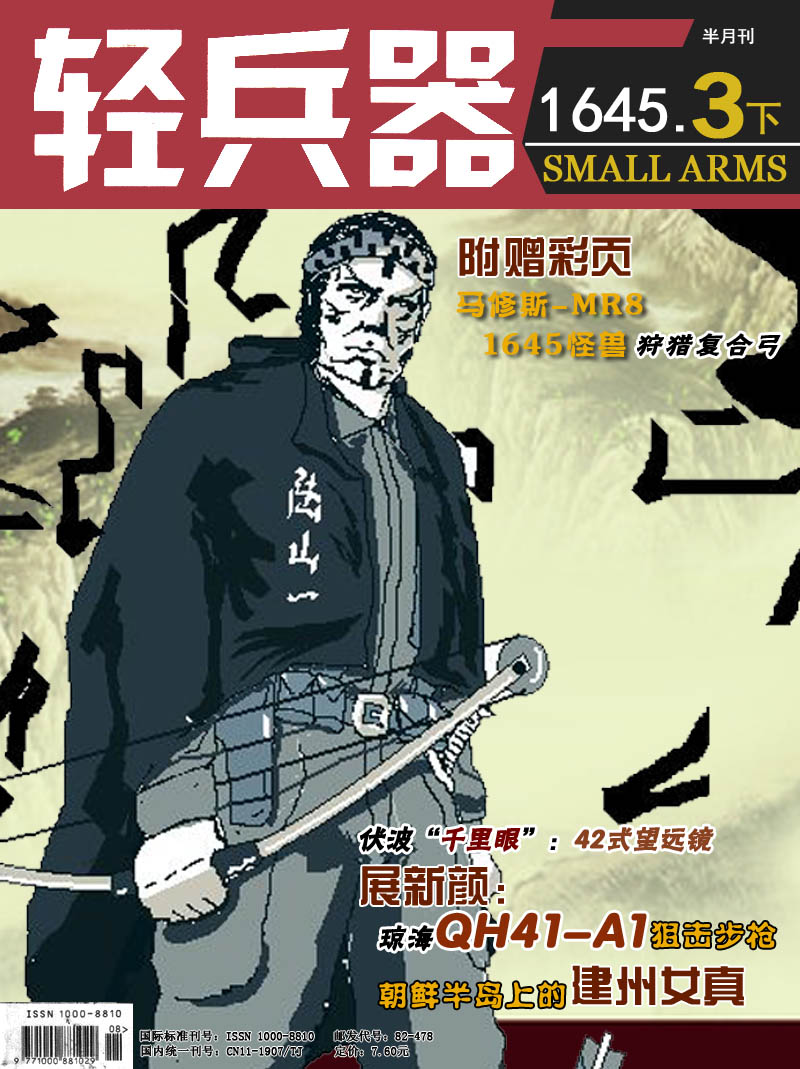 轻兵器
半月刊
1645.3下
SMALL ARMS
附赠彩页
马修斯-MR8
1645怪兽 狩猎复合弓
伏波“千里�”：42式望远镜
展新颜：
琼海QH41-A1狙击步枪
朝鲜半岛上的建州女真
ISSN 1000-8810
08>
9 771000 881029
国际标准刊号：ISSN 1000-8810 邮发代号：82-478
国内统一刊号：CN11-1907/TJ 定价：7.60元